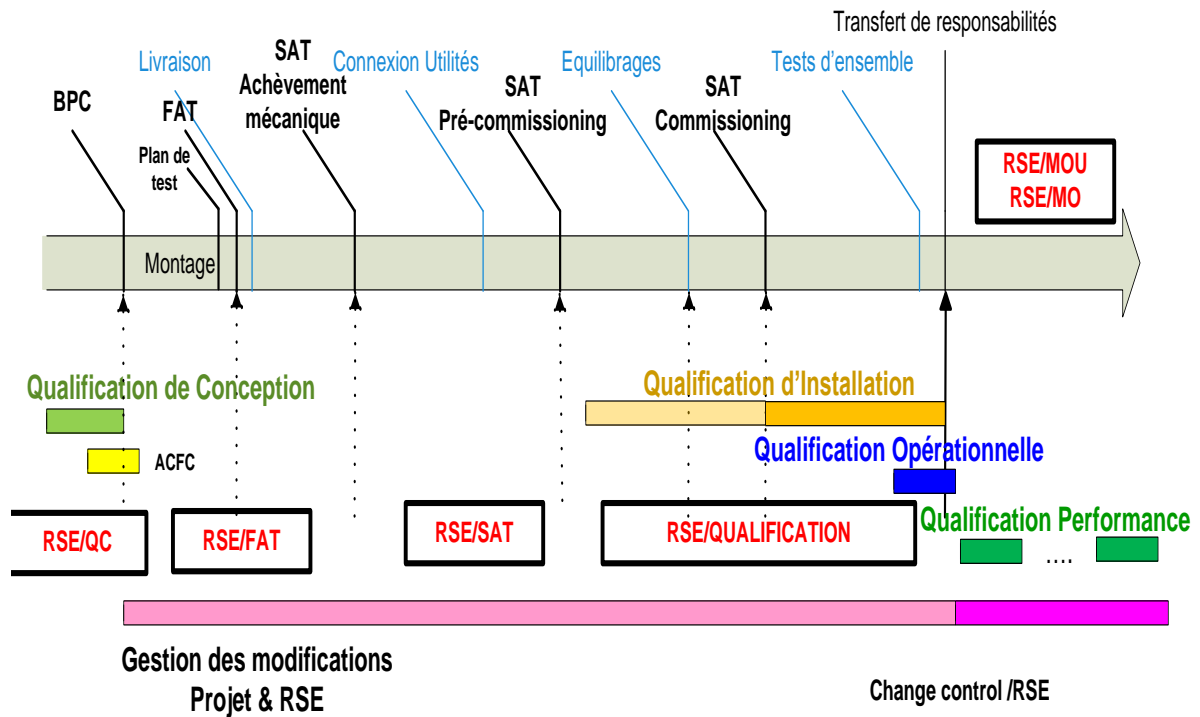 Transfert de responsabilités
SAT
Achèvement
mécanique
Livraison
Connexion Utilités
Equilibrages
Tests d'ensemble
BPC
FAT
SAT
Pré-commissioning
SAT
Commissioning
Plan de
test
RSE/MOU
RSE/MO
Montage
Qualification de Conception
Qualification d'Installation
ACFC
Qualification Opérationnelle
RSE/QC
RSE/FAT
RSE/SAT
RSE/QUALIFICATION
Qualification Performance
....
Gestion des modifications
Projet & RSE
Change control /RSE